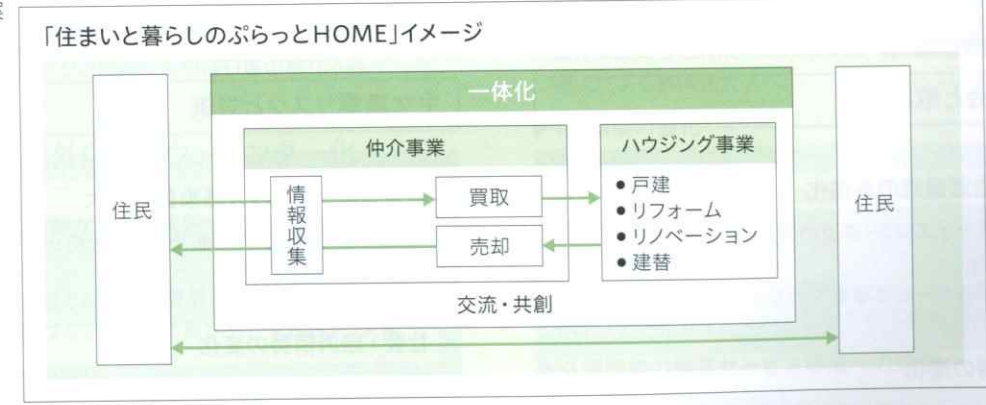 「住まいと暮らしのぷらっとHOME」イメージ
一体化
仲介事業
ハウジング事業
住民
情報収集
買取
売却
● 戸建
● リフォーム
● リノベーション
● 建替
住民
交流・共創